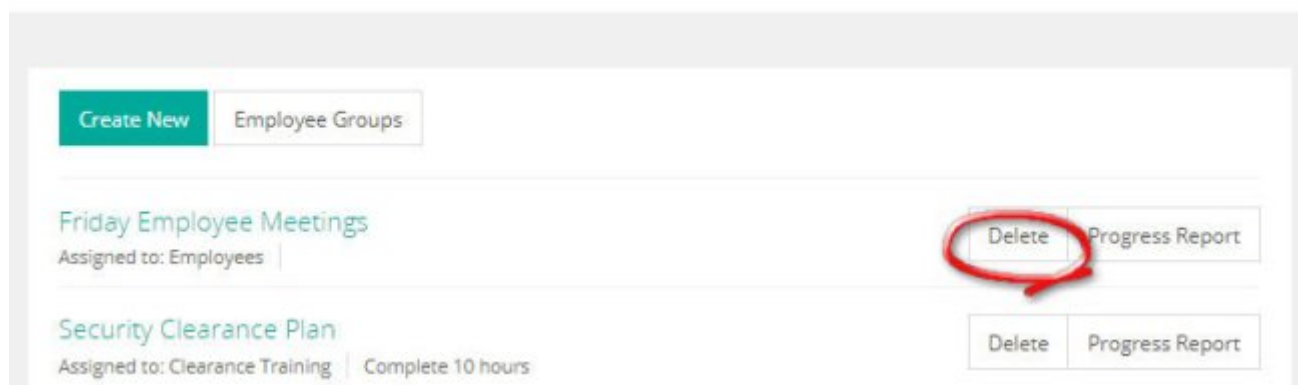 Create New Employee Groups
Friday Employee Meetings
Delete Progress Report
Assigned to: Employees
Security Clearance Plan
Delete Progress Report
Assigned to: Clearance Training Complete 10 hours